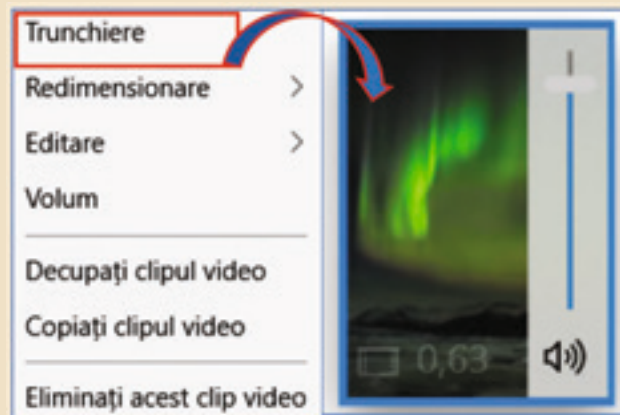 Trunchiere
Redimensionare
Editare
Volum
Decupați clipul video
Copiați clipul video
Eliminați acest clip video
0,63